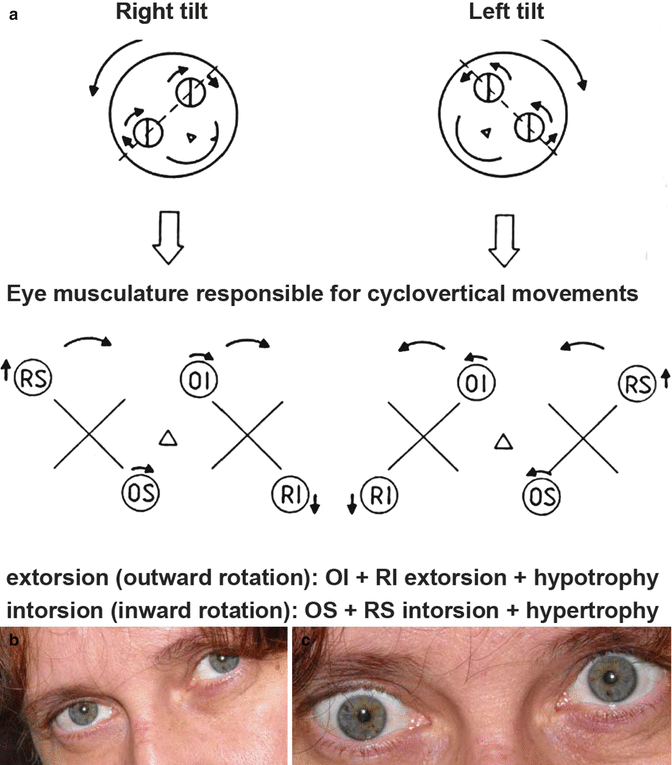 a
Right tilt
Left tilt
Eye musculature responsible for cyclovertical movements
RS
OI
OI
RS
OS
RI
RI
OS
extorsion (outward rotation): OI + RI extorsion + hypotrophy
intorsion (inward rotation): OS + RS intorsion + hypertrophy
b
c